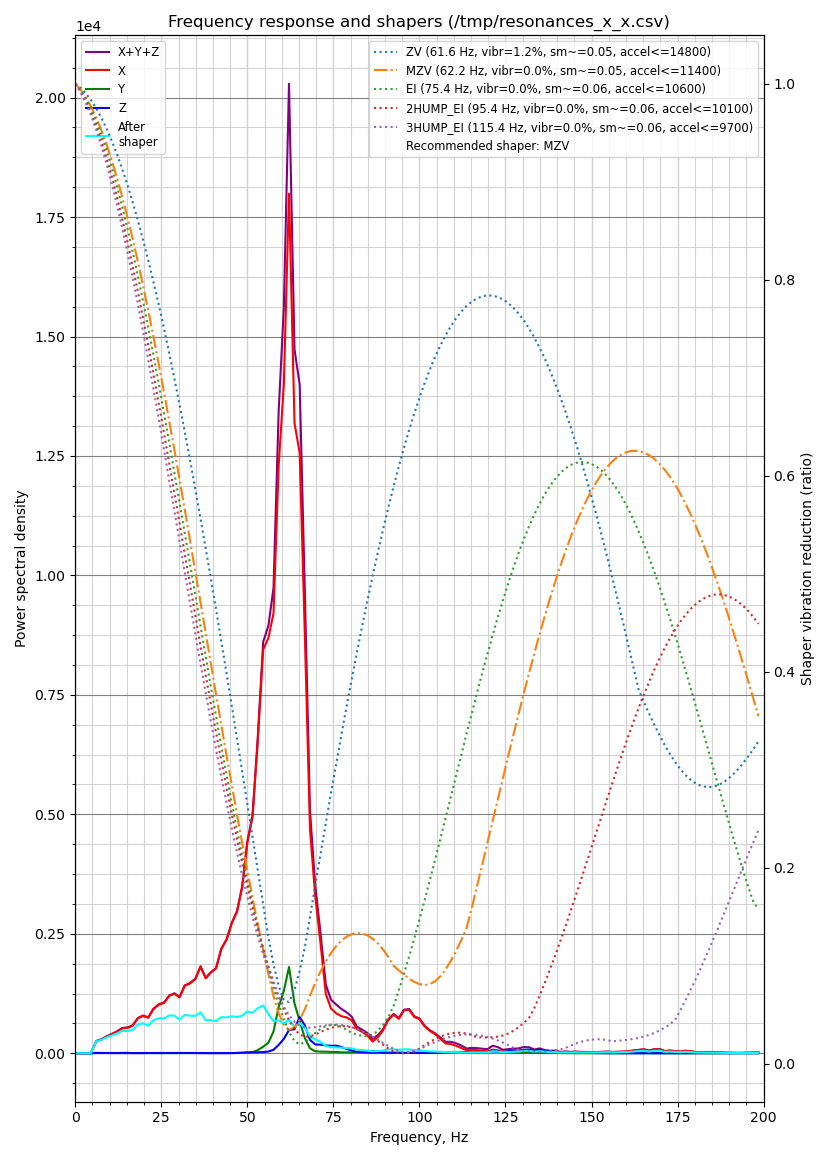 Frequency response and shapers (/tmp/resonances_x_x.csv)
1e4
X+Y+Z
X
Y
Z
After
shaper
ZV (61.6 Hz, vibr=1.2%, sm~=0.05, accel<=14800)
MZV (62.2 Hz, vibr=0.0%, sm~=0.05, accel<=11400)
EI (75.4 Hz, vibr=0.0%, sm~=0.06, accel<=10600)
2HUMP_EI (95.4 Hz, vibr=0.0%, sm~=0.06, accel<=10100)
3HUMP_EI (115.4 Hz, vibr=0.0%, sm~=0.06, accel<=9700)
Recommended shaper: MZV
2.00
1.75
1.50
1.25
1.00
0.75
0.50
0.25
0.00
Power spectral density
1.0
0.8
0.6
0.4
0.2
0.0
Shaper vibration reduction (ratio)
0 25 50 75 100 125 150 175 200
Frequency, Hz